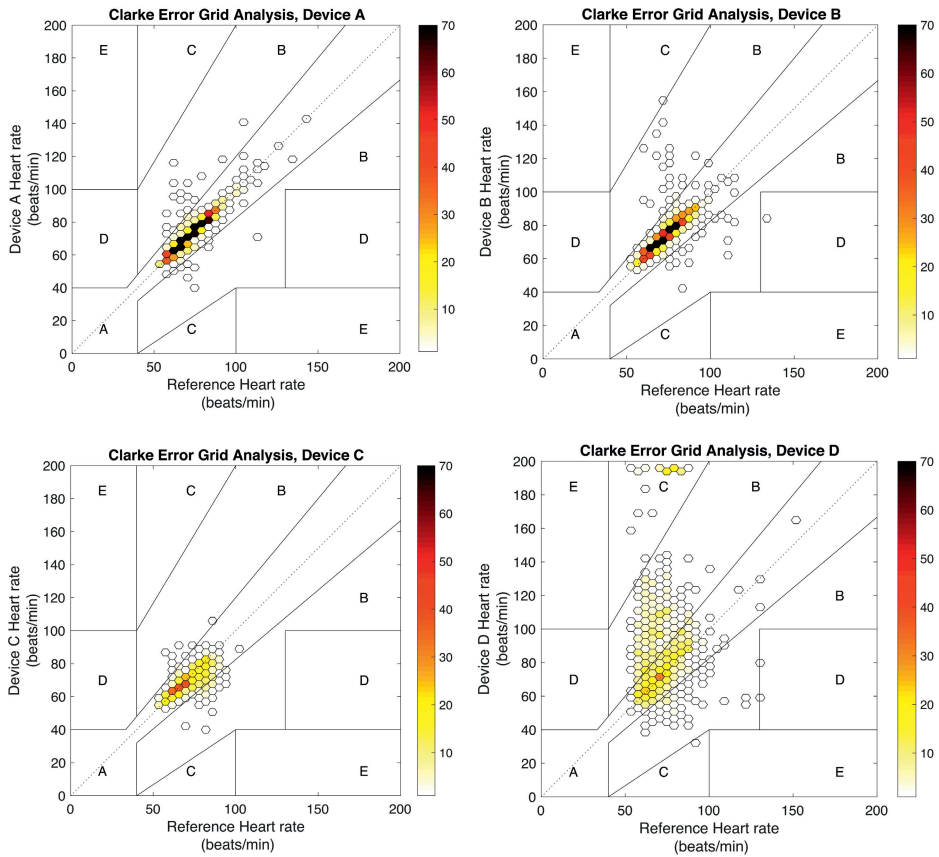 Clarke Error Grid Analysis, Device A
200
180
160
140
120
100
80
60
40
20
0
Device A Heart rate
(beats/min)
E
C
B
B
D
D
A
C
E
0
50
100
150
200
Reference Heart rate
(beats/min)
70
60
50
40
30
20
10
Clarke Error Grid Analysis, Device B
200
180
160
140
120
100
80
60
40
20
0
Device B Heart rate
(beats/min)
E
C
B
B
D
D
A
C
E
0
50
100
150
200
Reference Heart rate
(beats/min)
70
60
50
40
30
20
10
Clarke Error Grid Analysis, Device C
200
180
160
140
120
100
80
60
40
20
0
Device C Heart rate
(beats/min)
E
C
B
B
D
D
A
C
E
0
50
100
150
200
Reference Heart rate
(beats/min)
70
60
50
40
30
20
10
Clarke Error Grid Analysis, Device D
200
180
160
140
120
100
80
60
40
20
0
Device D Heart rate
(beats/min)
E
C
B
B
D
D
A
C
E
0
50
100
150
200
Reference Heart rate
(beats/min)
70
60
50
40
30
20
10